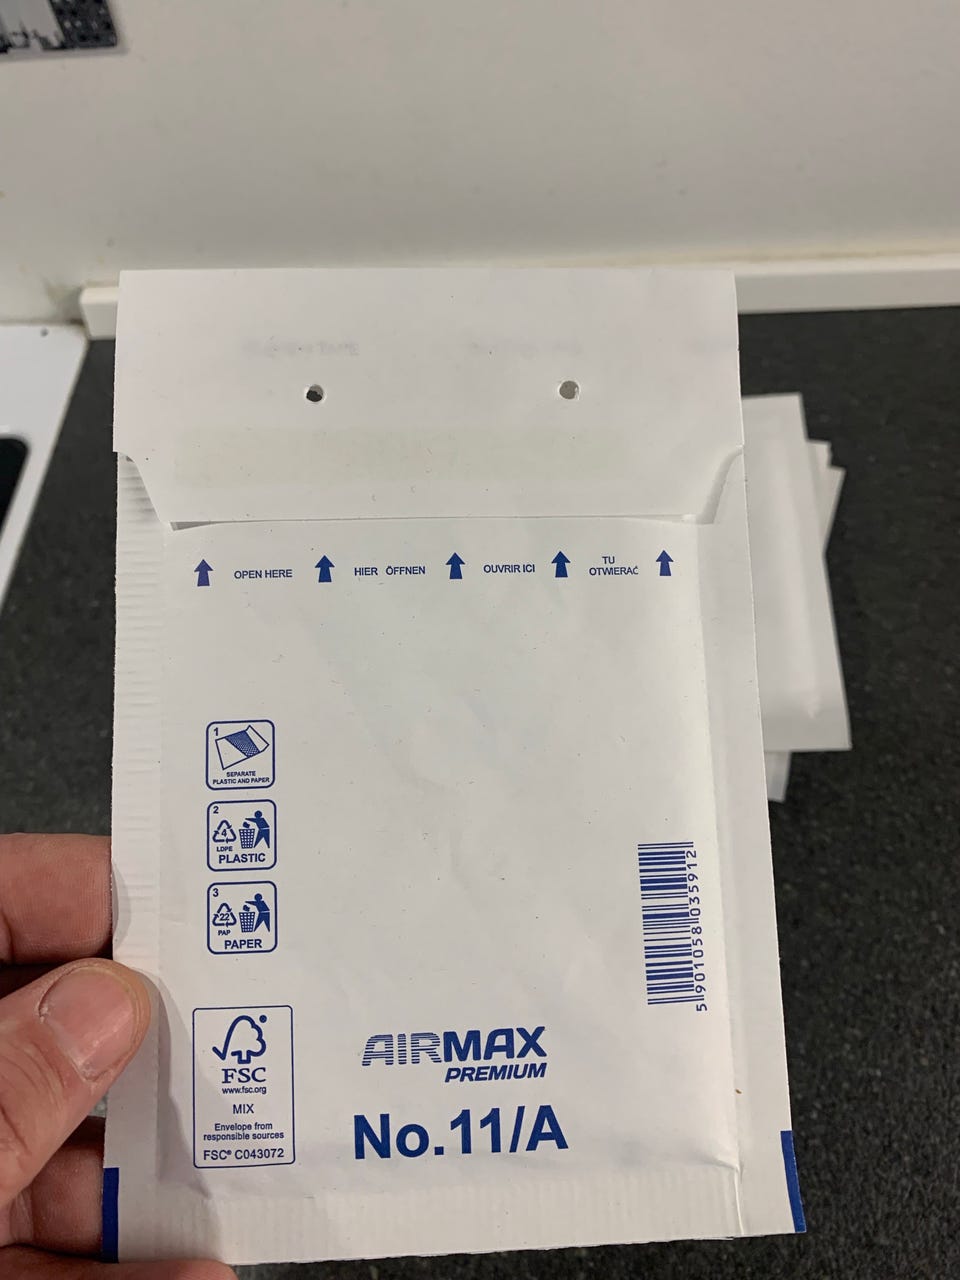 OPEN HERE
HIER ÖFFNEN
OUVRIR ICI
TU
OTWIERAĆ
1
SEPARATE
PLASTIC AND PAPER
2
4
LDPE
PLASTIC
3
22
PAP
PAPER
5901058035912
FSC
www.fsc.org
MIX
Envelope from
responsible sources
FSC® C043072
AIRMAX
PREMIUM
No.11/A